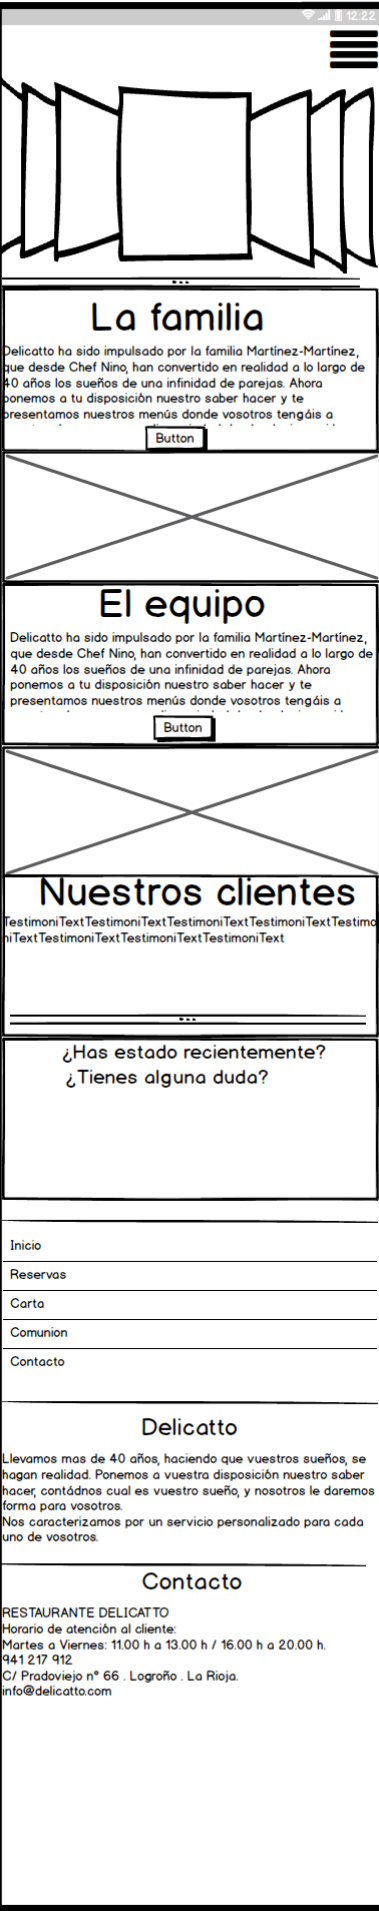 12:22
La familia
Delicatto ha sido impulsado por la familia Martínez-Martínez,
que desde Chef Nino, han convertido en realidad a lo largo de
40 años los sueños de una infinidad de parejas. Ahora
ponemos a tu disposición nuestro saber hacer y te
presentamos nuestros menús donde vosotros tengáis a
Button
El equipo
Delicatto ha sido impulsado por la familia Martínez-Martínez,
que desde Chef Nino, han convertido en realidad a lo largo de
40 años los sueños de una infinidad de parejas. Ahora
ponemos a tu disposición nuestro saber hacer y te
presentamos nuestros menús donde vosotros tengáis a
Button
Nuestros clientes
TestimoniTextTestimoniTextTestimoniTextTestimoniTextTestimo
niTextTestimoniTextTestimoniTextTestimoniText
¿Has estado recientemente?
¿Tienes alguna duda?
Inicio
Reservas
Carta
Comunion
Contacto
Delicatto
Llevamos mas de 40 años, haciendo que vuestros sueños, se
hagan realidad. Ponemos a vuestra disposición nuestro saber
hacer, contádnos cual es vuestro sueño, y nosotros le daremos
forma para vosotros.
Nos caracterizamos por un servicio personalizado para cada
uno de vosotros.
Contacto
RESTAURANTE DELICATTO
Horario de atención al cliente:
Martes a Viernes: 11.00 h a 13.00 h / 16.00 h a 20.00 h.
941 217 912
C/ Pradoviejo nº 66 . Logroño . La Rioja.
info@delicatto.com